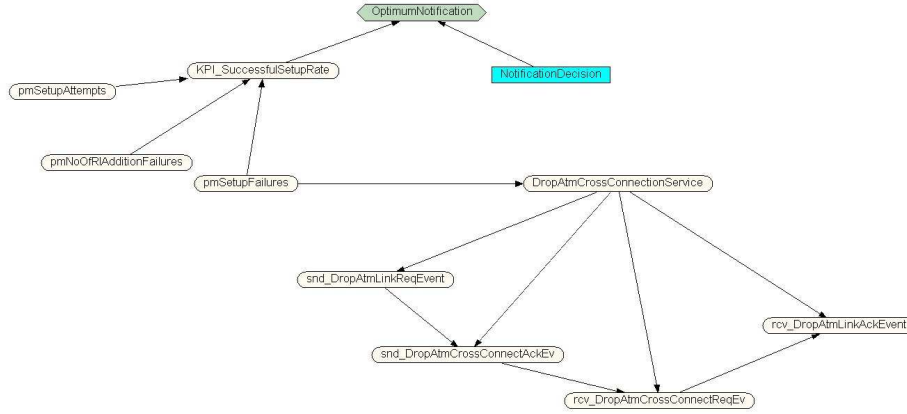 OptimumNotification
KPI_SuccessfulSetupRate
NotificationDecision
pmSetupAttempts
pmNoOfRlAdditionFailures
pmSetupFailures
DropAtmCrossConnectionService
snd_DropAtmLinkReqEvent
rcv_DropAtmLinkAckEvent
snd_DropAtmCrossConnectAckEv
rcv_DropAtmCrossConnectReqEv